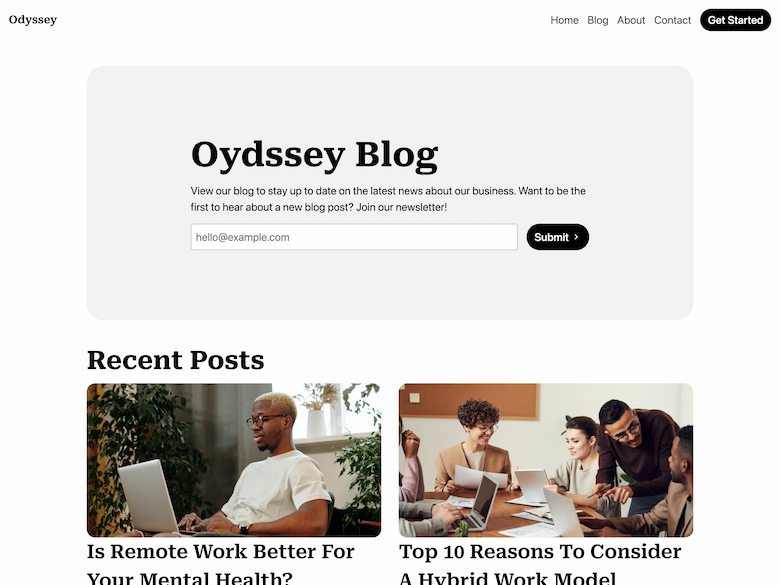 Odyssey
Home Blog About Contact Get Started
Oydssey Blog
View our blog to stay up to date on the latest news about our business. Want to be the
first to hear about a new blog post? Join our newsletter!
hello@example.com Submit
Recent Posts
Is Remote Work Better For
Your Mental Health?
Top 10 Reasons To Consider
A Hybrid Work Model